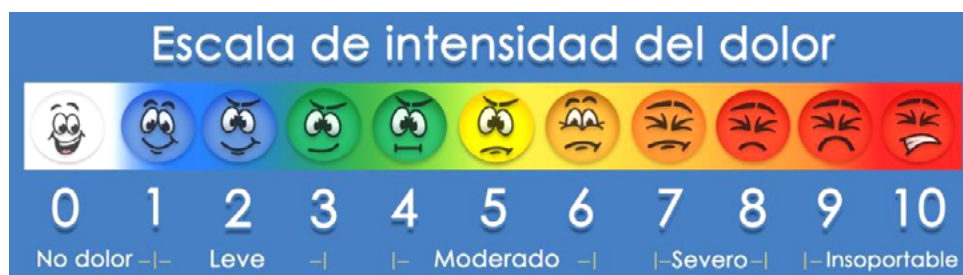 Escala de intensidad del dolor
0 1 2 3 4 5 6 7 8 9 10
No dolor -|- Leve -| |- Moderado -| |-Severo-| |-Insoportable